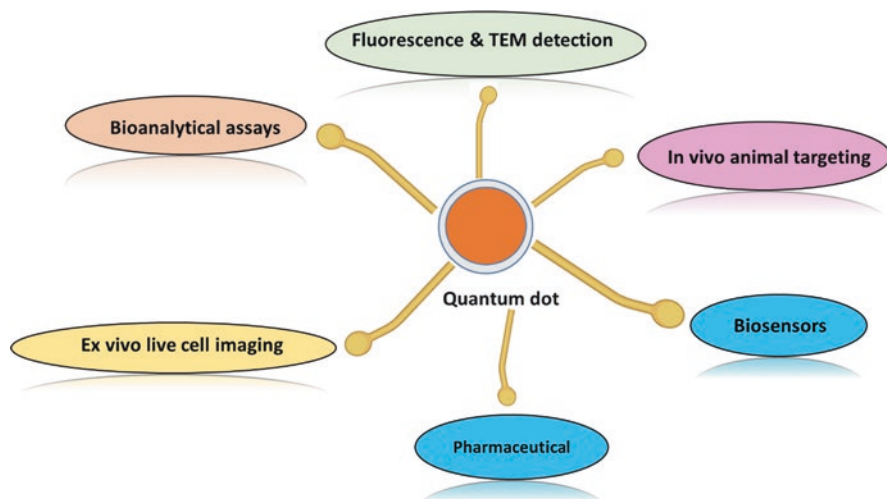 Fluorescence & TEM detection
Bioanalytical assays
In vivo animal targeting
Quantum dot
Biosensors
Ex vivo live cell imaging
Pharmaceutical